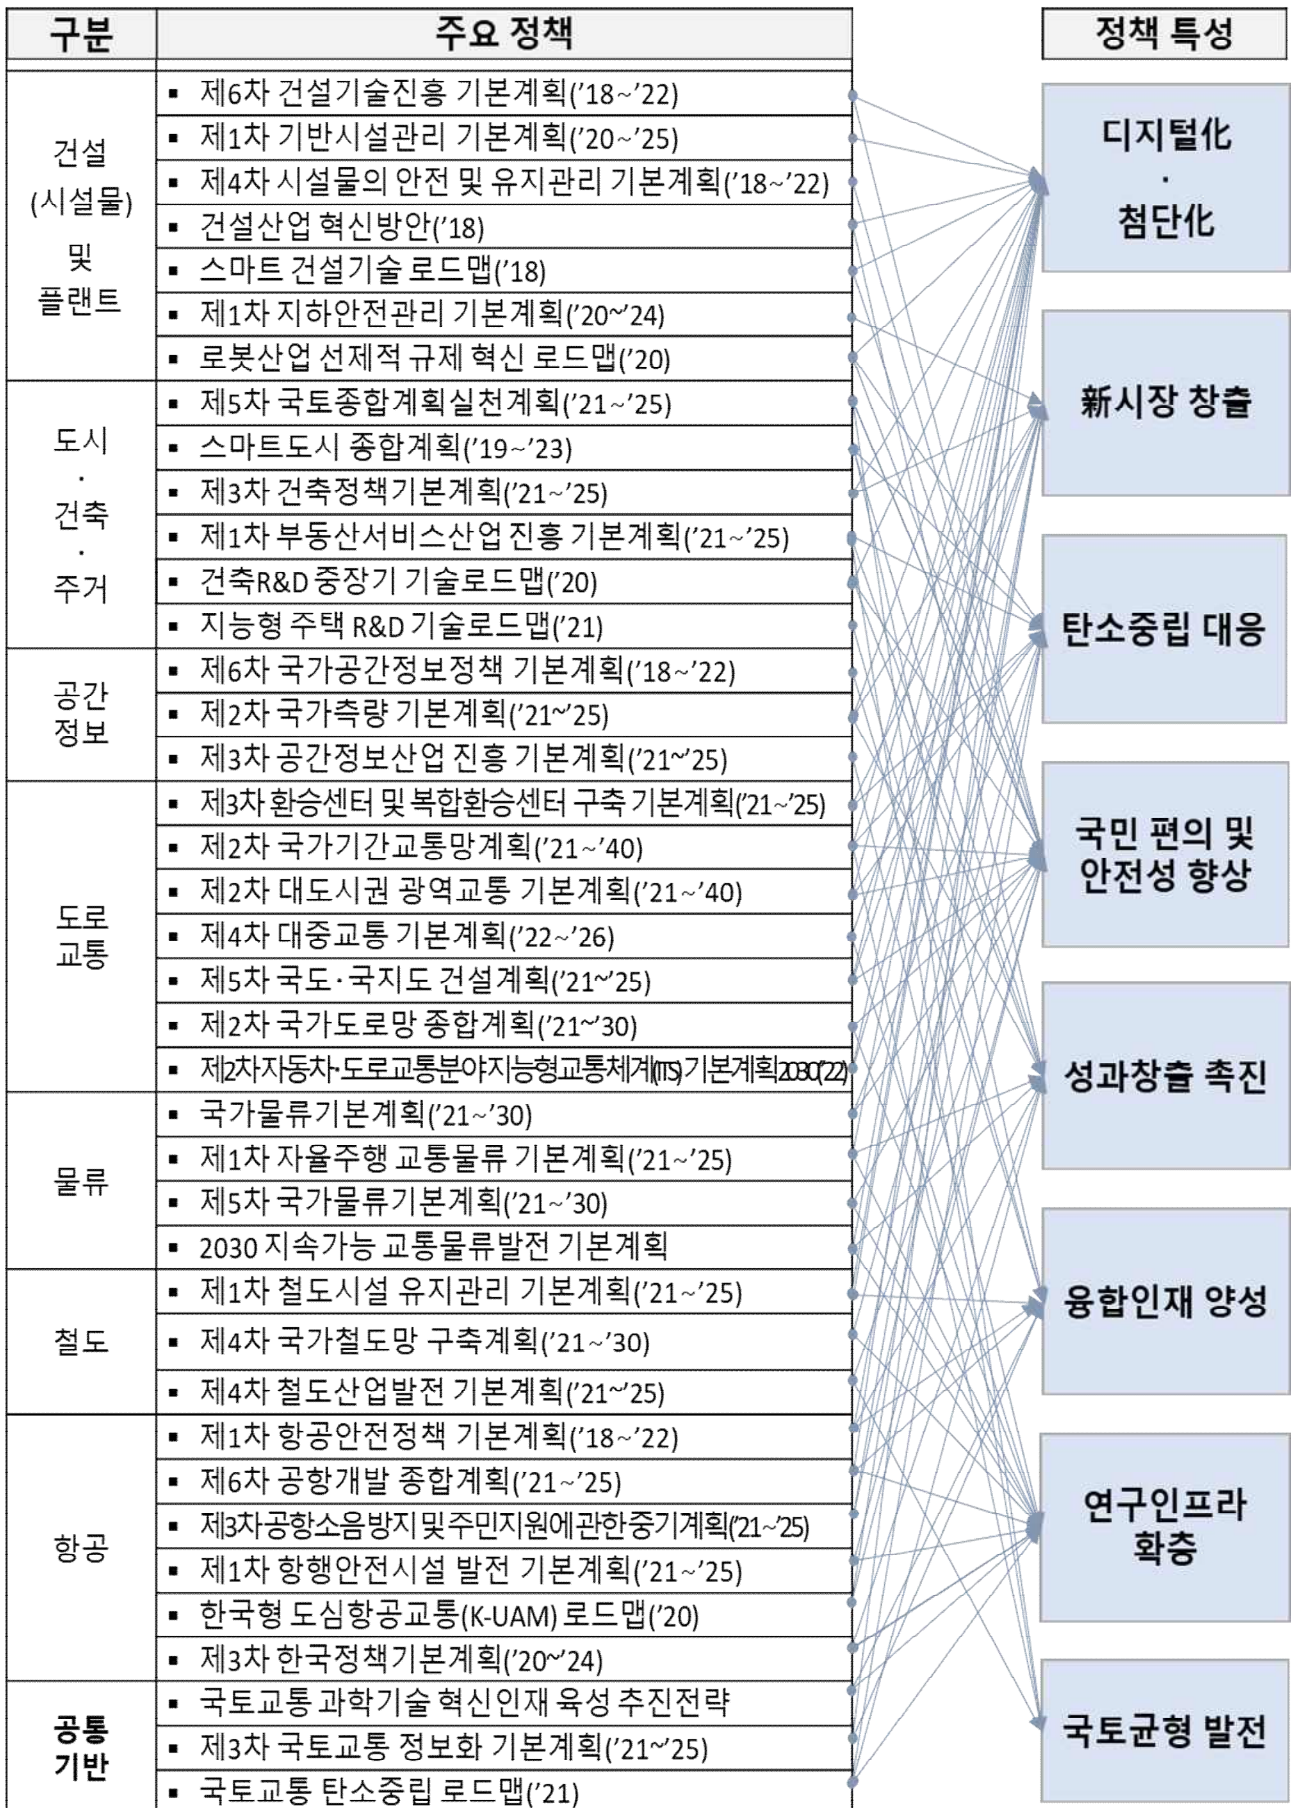 구분
주요 정책
정책 특성
건설
(시설물)
및
플랜트
▪ 제6차 건설기술진흥 기본계획('18~'22)
▪ 제1차 기반시설관리 기본계획('20~'25)
▪ 제4차 시설물의 안전 및 유지관리 기본계획('18~'22)
▪ 건설산업 혁신방안('18)
▪ 스마트 건설기술 로드맵('18)
▪ 제1차 지하안전관리 기본계획('20~'24)
▪ 로봇산업 선제적 규제 혁신 로드맵('20)
도시
·
건축
·
주거
▪ 제5차 국토종합계획실천계획('21~'25)
▪ 스마트도시 종합계획('19~'23)
▪ 제3차 건축정책기본계획('21~'25)
▪ 제1차 부동산서비스산업 진흥 기본계획('21~'25)
▪ 건축R&D 중장기 기술로드맵('20)
▪ 지능형 주택 R&D 기술로드맵('21)
공간
정보
▪ 제6차 국가공간정보정책 기본계획('18~'22)
▪ 제2차 국가측량 기본계획('21~'25)
▪ 제3차 공간정보산업 진흥 기본계획('21~'25)
도로
교통
▪ 제3차 환승센터 및 복합환승센터 구축 기본계획('21~'25)
▪ 제2차 국가기간교통망계획('21~'40)
▪ 제2차 대도시권 광역교통 기본계획('21~'40)
▪ 제4차 대중교통 기본계획('22~'26)
▪ 제5차 국도·국지도 건설계획('21~'25)
▪ 제2차 국가도로망 종합계획('21~'30)
▪ 제2차 자동차·도로교통분야 지능형교통체계(ITS) 기본계획 2030('22)
물류
▪ 국가물류기본계획('21~'30)
▪ 제1차 자율주행 교통물류 기본계획('21~'25)
▪ 제5차 국가물류기본계획('21~'30)
▪ 2030 지속가능 교통물류발전 기본계획
철도
▪ 제1차 철도시설 유지관리 기본계획('21~'25)
▪ 제4차 국가철도망 구축계획('21~'30)
▪ 제4차 철도산업발전 기본계획('21~'25)
항공
▪ 제1차 항공안전정책 기본계획('18~'22)
▪ 제6차 공항개발 종합계획('21~'25)
▪ 제3차 공항소음 방지 및 주민지원에 관한 중기계획('21~'25)
▪ 제1차 항행안전시설 발전 기본계획('21~'25)
▪ 한국형 도심항공교통(K-UAM) 로드맵('20)
▪ 제3차 한국정책기본계획('20~'24)
공통
기반
▪ 국토교통 과학기술 혁신인재 육성 추진전략
▪ 제3차 국토교통 정보화 기본계획('21~'25)
▪ 국토교통 탄소중립 로드맵('21)
디지털化
·
첨단化
新시장 창출
탄소중립 대응
국민 편의 및
안전성 향상
성과창출 촉진
융합인재 양성
연구인프라
확충
국토균형 발전